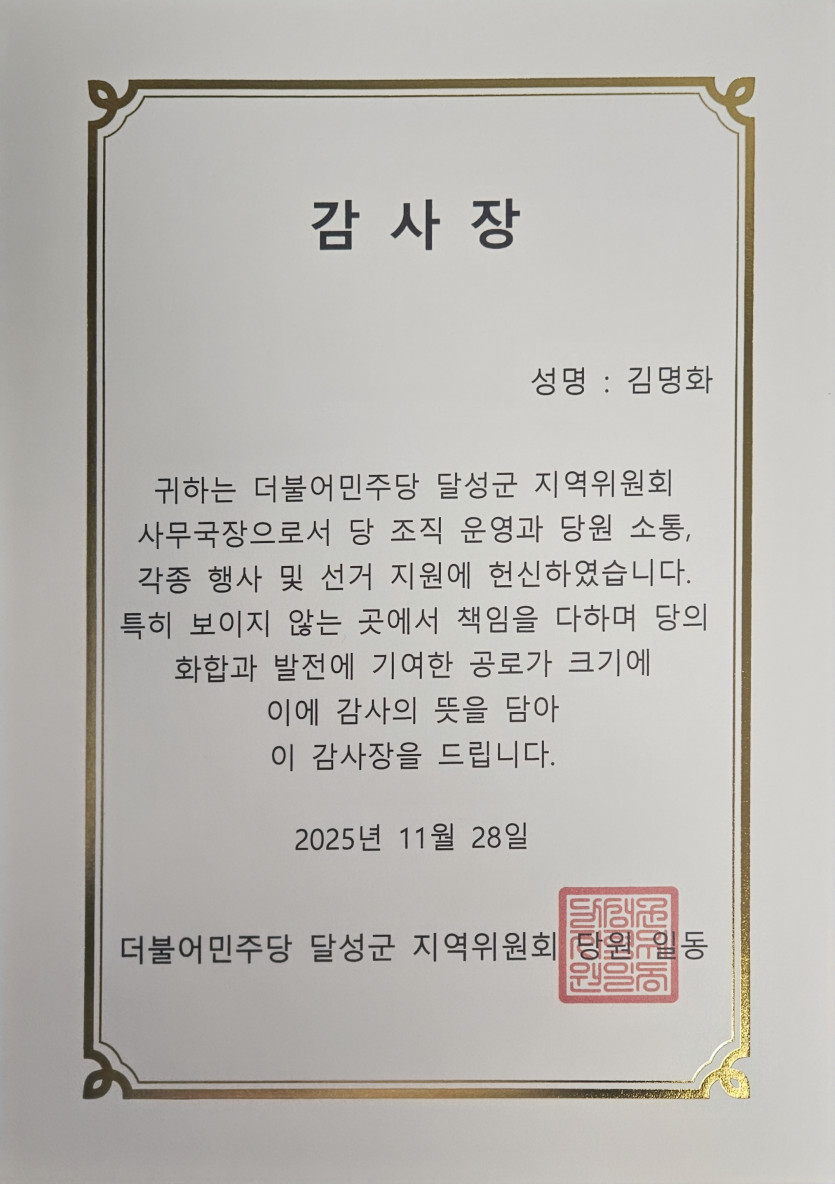 감 사 장
성명 : 김명화
귀하는 더불어민주당 달성군 지역위원회
사무국장으로서 당 조직 운영과 당원 소통,
각종 행사 및 선거 지원에 헌신하였습니다.
특히 보이지 않는 곳에서 책임을 다하며 당의
화합과 발전에 기여한 공로가 크기에
이에 감사의 뜻을 담아
이 감사장을 드립니다.
2025년 11월 28일
더불어민주당 달성군 지역위원회 당원 일동